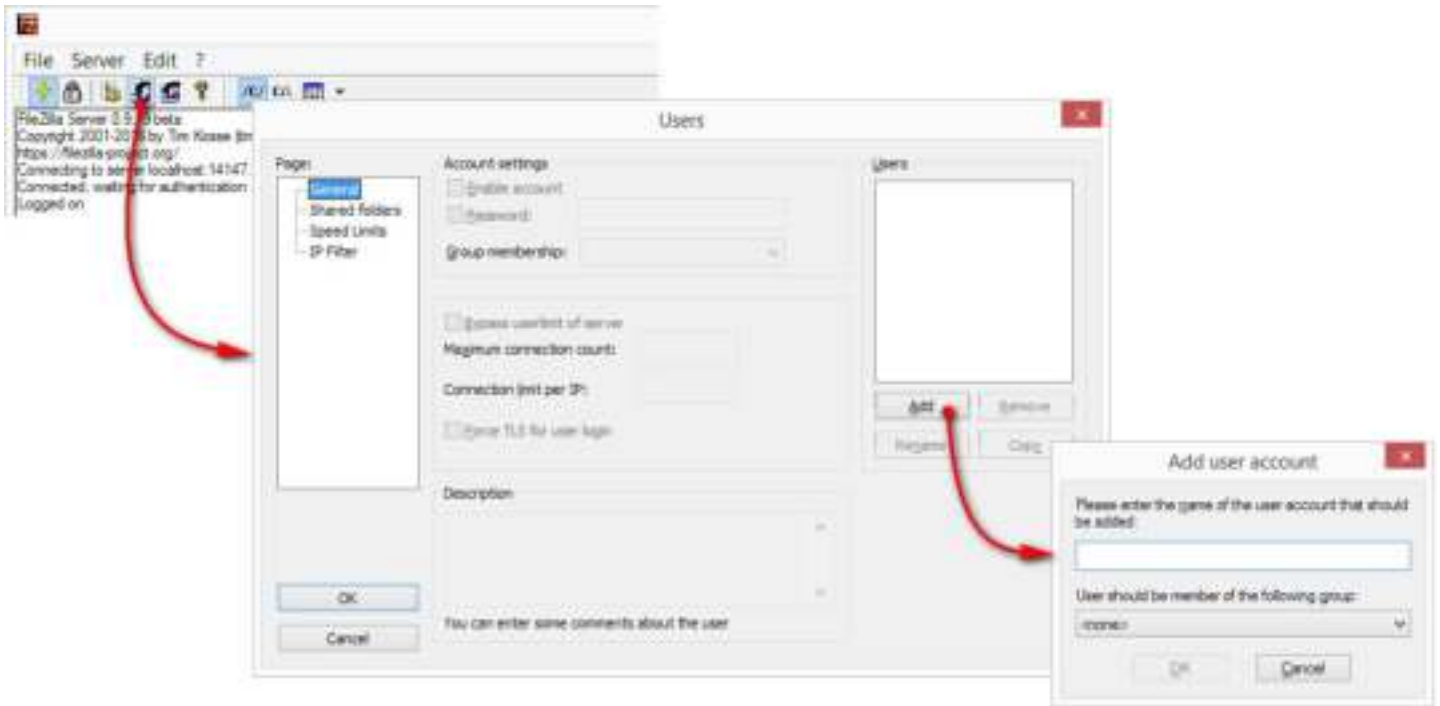 File Server Edit ?
FileZilla Server 0.9. beta
Copyright 2001-20 by Tim Kosse
https://filezilla-project.org/
Connecting to server localhost:14147
Connected, waiting for authentication
Logged on
Users
Page:
General
Shared folders
Speed Limits
IP Filter
Account settings
Enable account
Password:
Group membership:
Bypass userlimit of server
Maximum connection count:
Connection limit per IP:
Force TLS for user login
Description
You can enter some comments about the user
OK
Cancel
Users
Add Remove
Rename Copy
Add user account
Please enter the name of the user account that should
be added:
User should be member of the following group:
<none>
OK Cancel